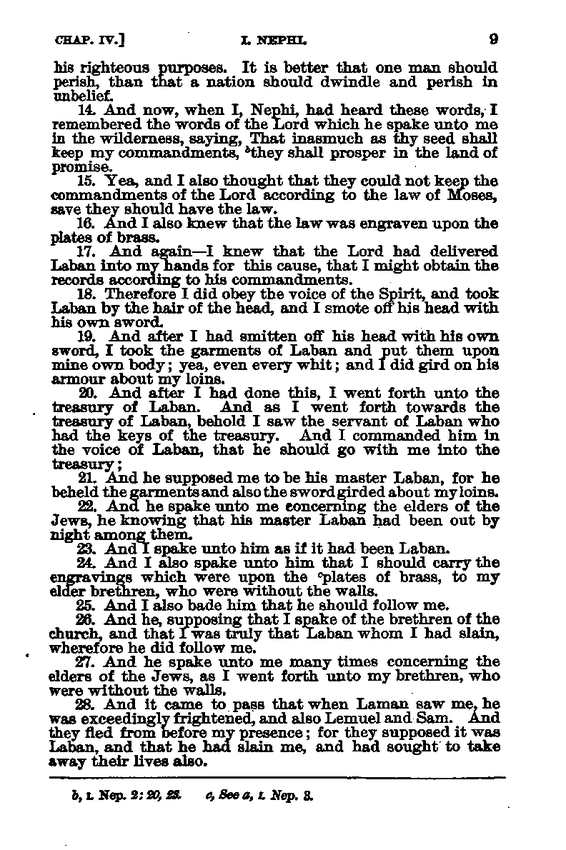 CHAP. IV.] I. NEPHI. 9
his righteous purposes. It is better that one man should
perish, than that a nation should dwindle and perish in
unbelief.
14. And now, when I, Nephi, had heard these words, I
remembered the words of the Lord which he spake unto me
in the wilderness, saying, That inasmuch as thy seed shall
keep my commandments, ᵇthey shall prosper in the land of
promise.
15. Yea, and I also thought that they could not keep the
commandments of the Lord according to the law of Moses,
save they should have the law.
16. And I also knew that the law was engraven upon the
plates of brass.
17. And again—I knew that the Lord had delivered
Laban into my hands for this cause, that I might obtain the
records according to his commandments.
18. Therefore I did obey the voice of the Spirit, and took
Laban by the hair of the head, and I smote off his head with
his own sword.
19. And after I had smitten off his head with his own
sword, I took the garments of Laban and put them upon
mine own body; yea, even every whit; and I did gird on his
armour about my loins.
20. And after I had done this, I went forth unto the
treasury of Laban. And as I went forth towards the
treasury of Laban, behold I saw the servant of Laban who
had the keys of the treasury. And I commanded him in
the voice of Laban, that he should go with me into the
treasury;
21. And he supposed me to be his master Laban, for he
beheld the garments and also the sword girded about my loins.
22. And he spake unto me concerning the elders of the
Jews, he knowing that his master Laban had been out by
night among them.
23. And I spake unto him as if it had been Laban.
24. And I also spake unto him that I should carry the
engravings which were upon the ᶜplates of brass, to my
elder brethren, who were without the walls.
25. And I also bade him that he should follow me.
26. And he, supposing that I spake of the brethren of the
church, and that I was truly that Laban whom I had slain,
wherefore he did follow me.
27. And he spake unto me many times concerning the
elders of the Jews, as I went forth unto my brethren, who
were without the walls.
28. And it came to pass that when Laman saw me, he
was exceedingly frightened, and also Lemuel and Sam. And
they fled from before my presence; for they supposed it was
Laban, and that he had slain me, and had sought to take
away their lives also.
b, I. Nep. 2: 20, 23. c, See a, I. Nep. 3.